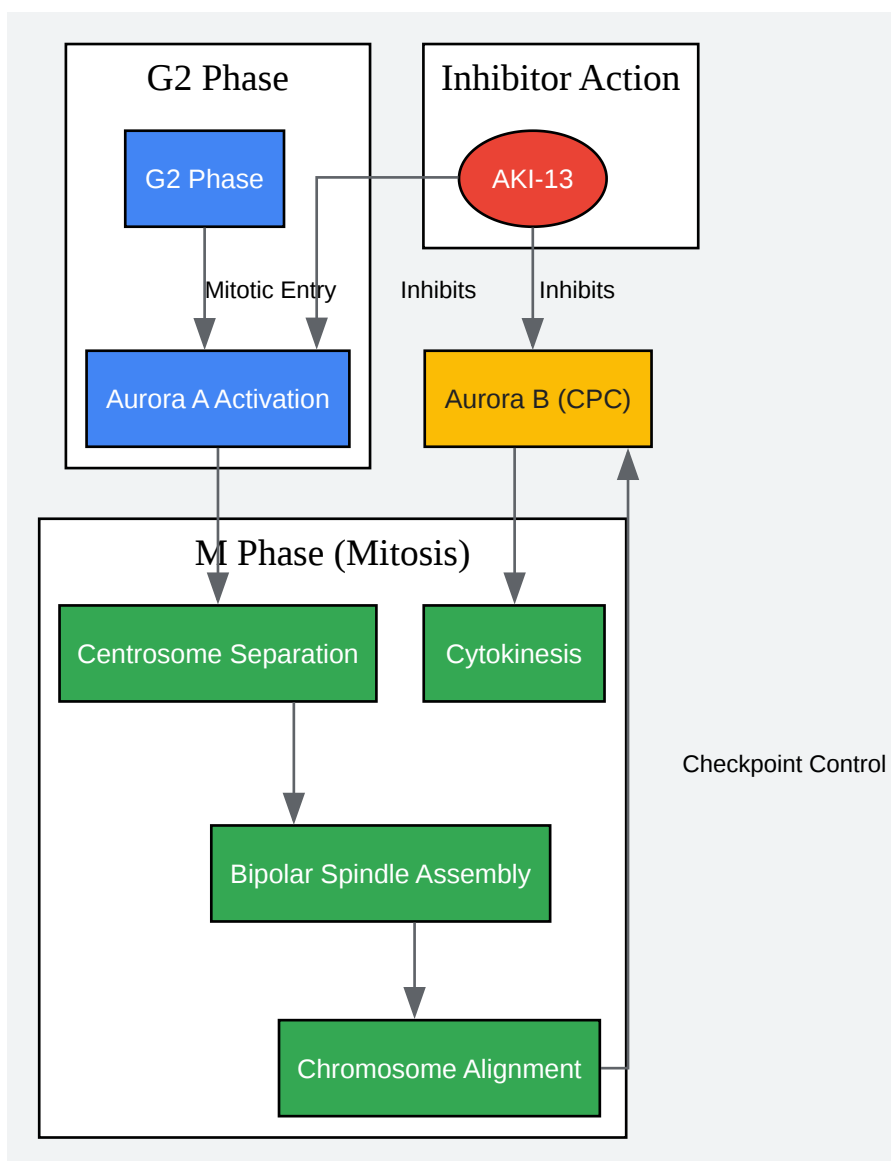 G2 Phase
Inhibitor Action
G2 Phase
AKI-13
Mitotic Entry
Inhibits
Inhibits
Aurora A Activation
Aurora B (CPC)
M Phase (Mitosis)
Centrosome Separation
Cytokinesis
Checkpoint Control
Bipolar Spindle Assembly
Chromosome Alignment